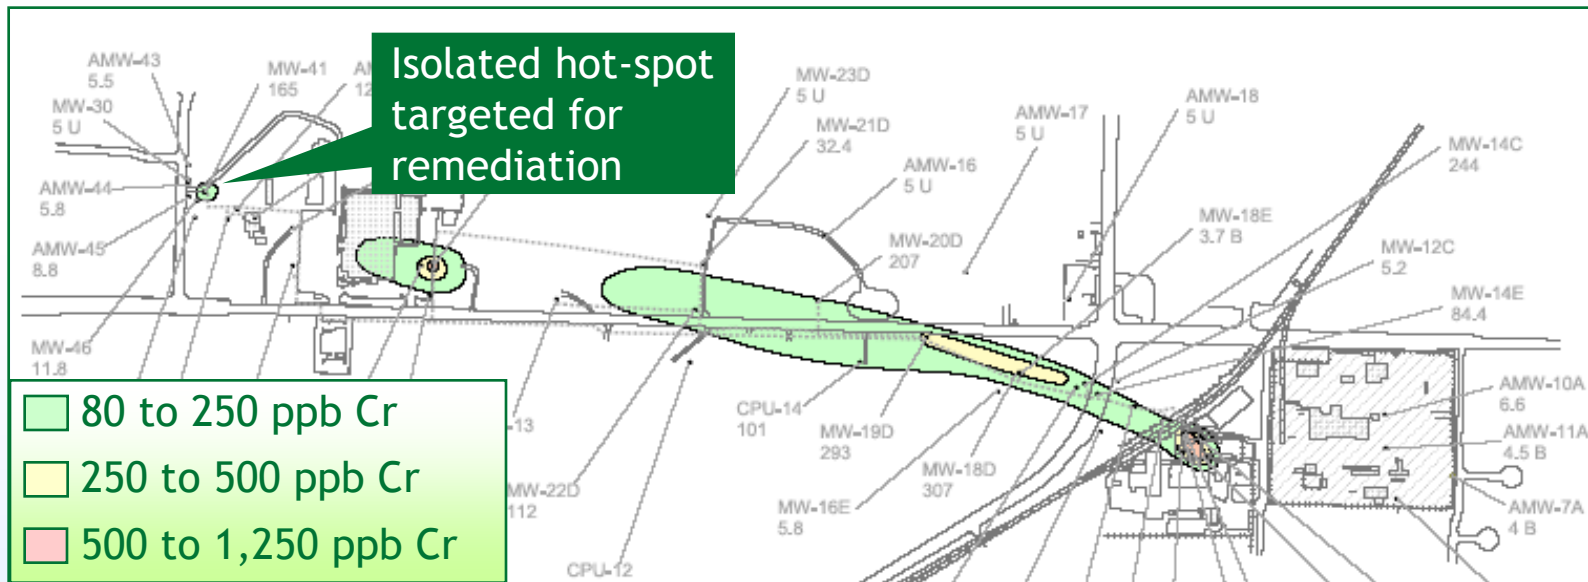 AMW-43
5.5
MW-30
5 U
MW-41
165
AM
12
Isolated hot-spot
targeted for
remediation
MW-23D
5 U
MW-21D
32.4
AMW-16
5 U
AMW-17
5 U
AMW-18
5 U
MW-14C
244
AMW-44
5.8
AMW-45
8.8
MW-20D
207
MW-18E
3.7 B
MW-12C
5.2
MW-14E
84.4
MW-46
11.8
80 to 250 ppb Cr
250 to 500 ppb Cr
500 to 1,250 ppb Cr
-13
MW-22D
112
CPU-12
CPU-14
101
MW-19D
293
MW-18D
307
MW-16E
5.8
AMW-10A
6.6
AMW-11A
4.5 B
AMW-7A
4 B